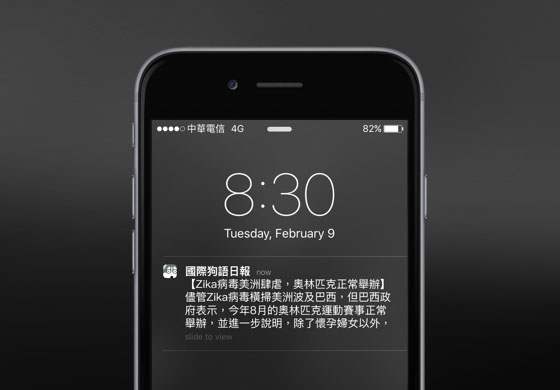 中華電信 4G 82%
8:30
Tuesday, February 9
國際狗語日報 now
【Zika病毒美洲肆虐，奧林匹克正常舉辦】
儘管Zika病毒橫掃美洲波及巴西，但巴西政
府表示，今年8月的奧林匹克運動賽事正常
舉辦，並進一步說明，除了懷孕婦女以外，
slide to view